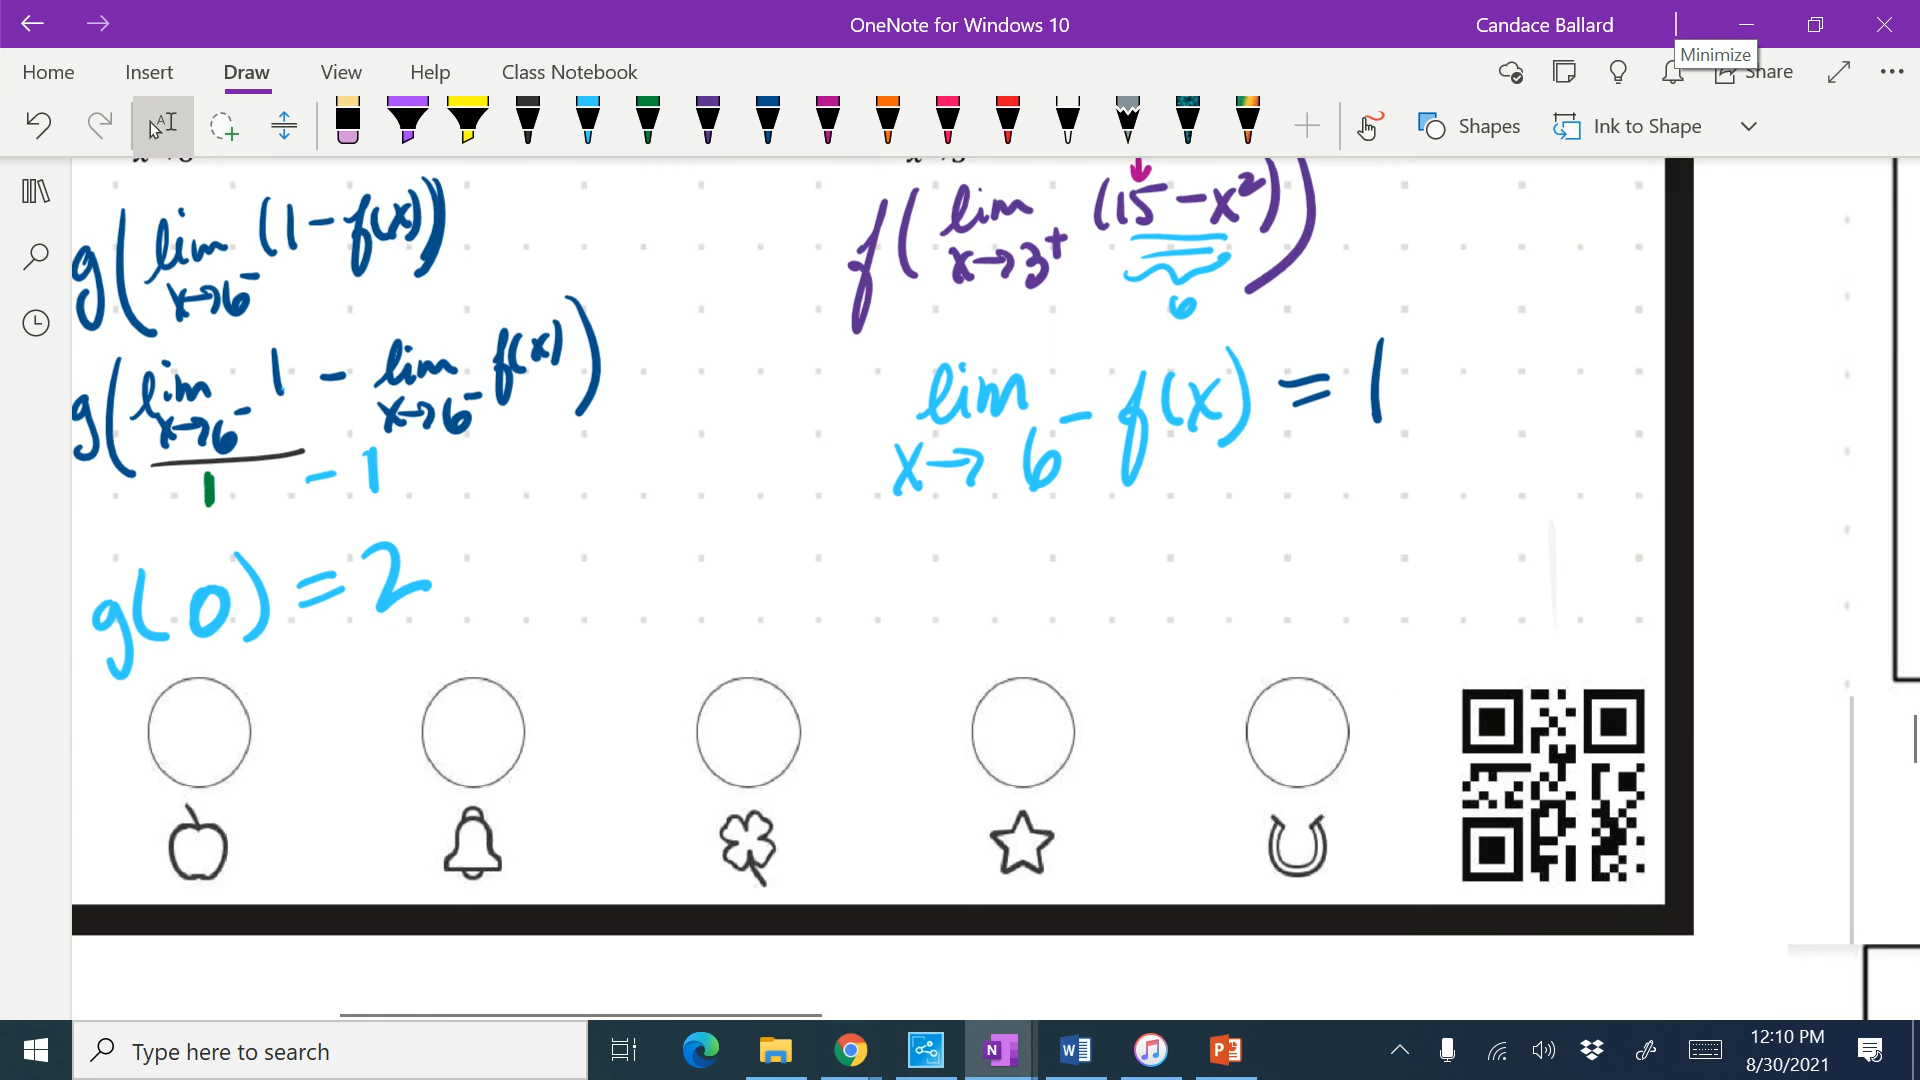 OneNote for Windows 10
Candace Ballard
Minimize
Home Insert Draw View Help Class Notebook
Share
Shapes
Ink to Shape
g(lim x→6⁻ (1-f(x)))
g(lim x→6⁻ 1 - lim x→6⁻ f(x))
1 - 1
g(0) = 2
f(lim x→3⁺ (15-x²))
6
lim x→6⁻ f(x) = 1
Type here to search
12:10 PM
8/30/2021